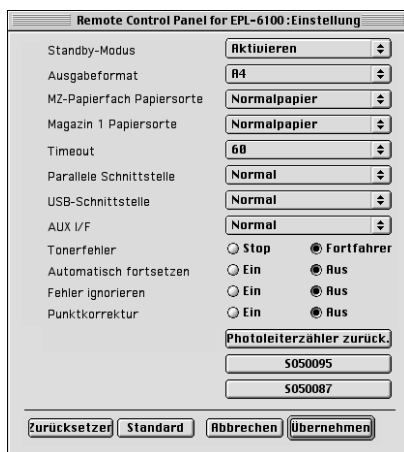 Remote Control Panel for EPL-6100 :Einstellung
Standby-Modus Aktivieren
Ausgabeformat A4
MZ-Papierfach Papiersorte Normalpapier
Magazin 1 Papiersorte Normalpapier
Timeout 60
Parallele Schnittstelle Normal
USB-Schnittstelle Normal
AUX I/F Normal
Tonerfehler Stop Fortfahrer
Automatisch fortsetzen Ein Aus
Fehler ignorieren Ein Aus
Punktkorrektur Ein Aus
Photoleiterzähler zurück.
S050095
S050087
Zurücksetzer Standard Abbrechen Übernehmen